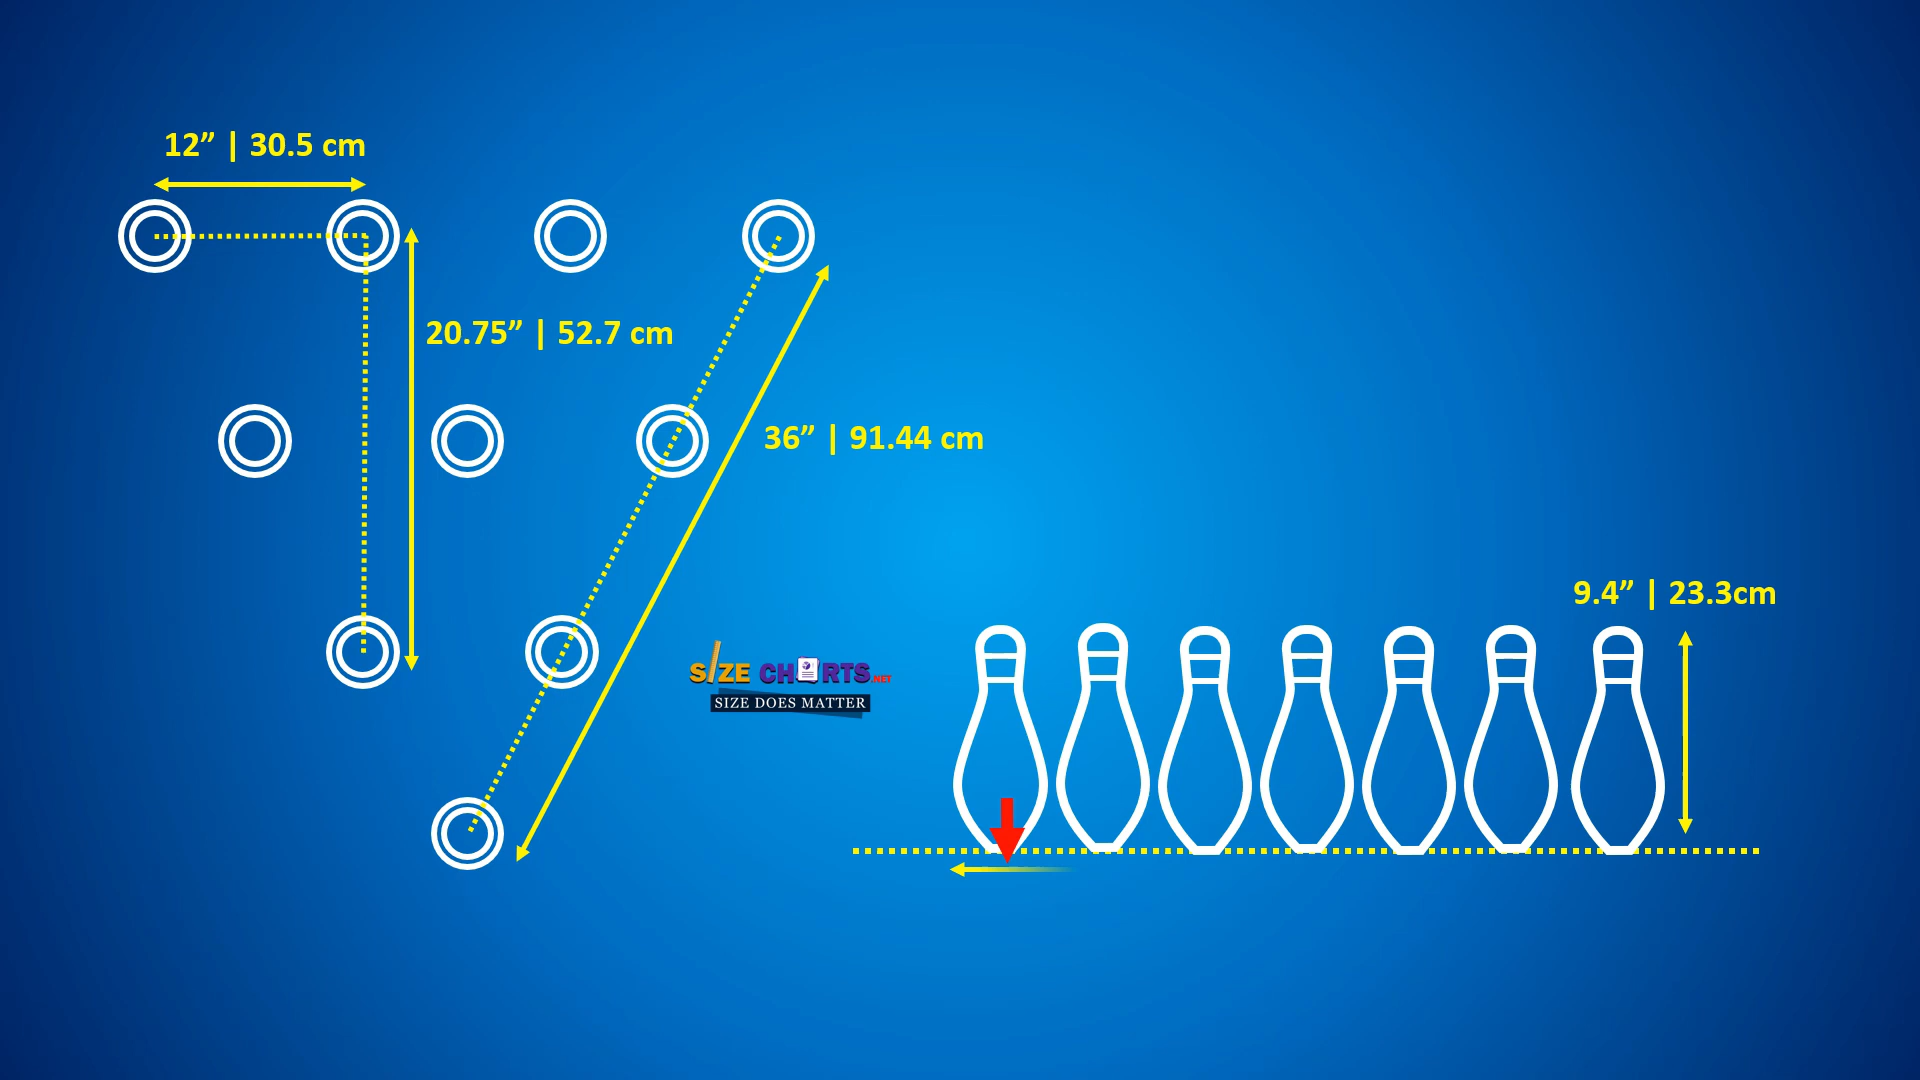 12” | 30.5 cm
20.75” | 52.7 cm
36” | 91.44 cm
9.4” | 23.3cm
SIZE CHARTS.NET
SIZE DOES MATTER